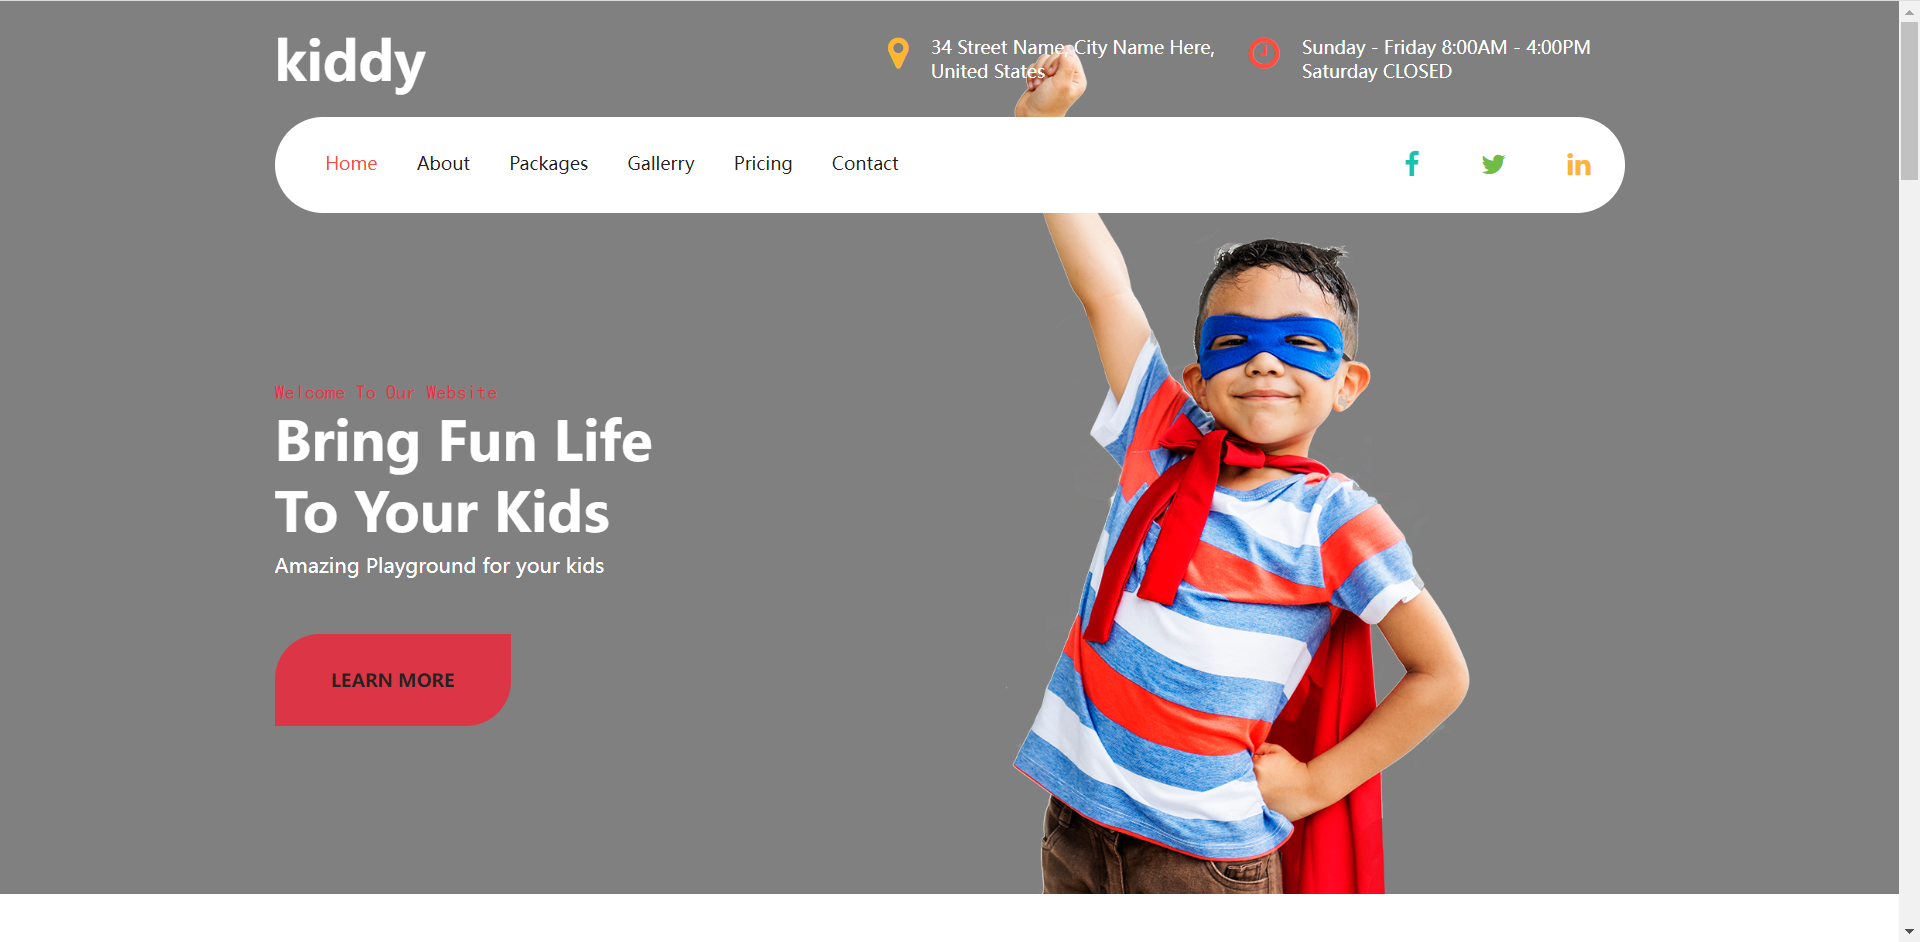 kiddy
34 Street Name, City Name Here,
United States
Sunday - Friday 8:00AM - 4:00PM
Saturday CLOSED
Home About Packages Gallerry Pricing Contact
Welcome To Our Website
Bring Fun Life
To Your Kids
Amazing Playground for your kids
LEARN MORE